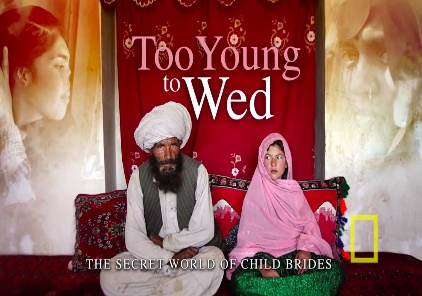 Too Young
to Wed
THE SECRET WORLD OF CHILD BRIDES